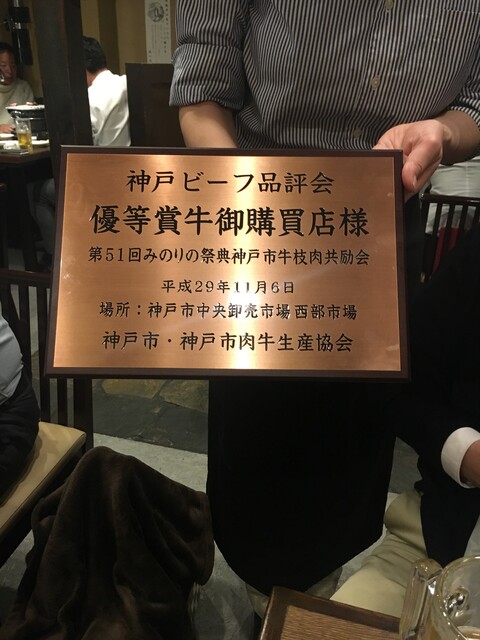 神戸ビーフ品評会
優等賞牛御購買店様
第51回みのりの祭典神戸市牛枝肉共励会
平成29年11月6日
場所：神戸市中央卸売市場西部市場
神戸市・神戸市肉牛生産協会